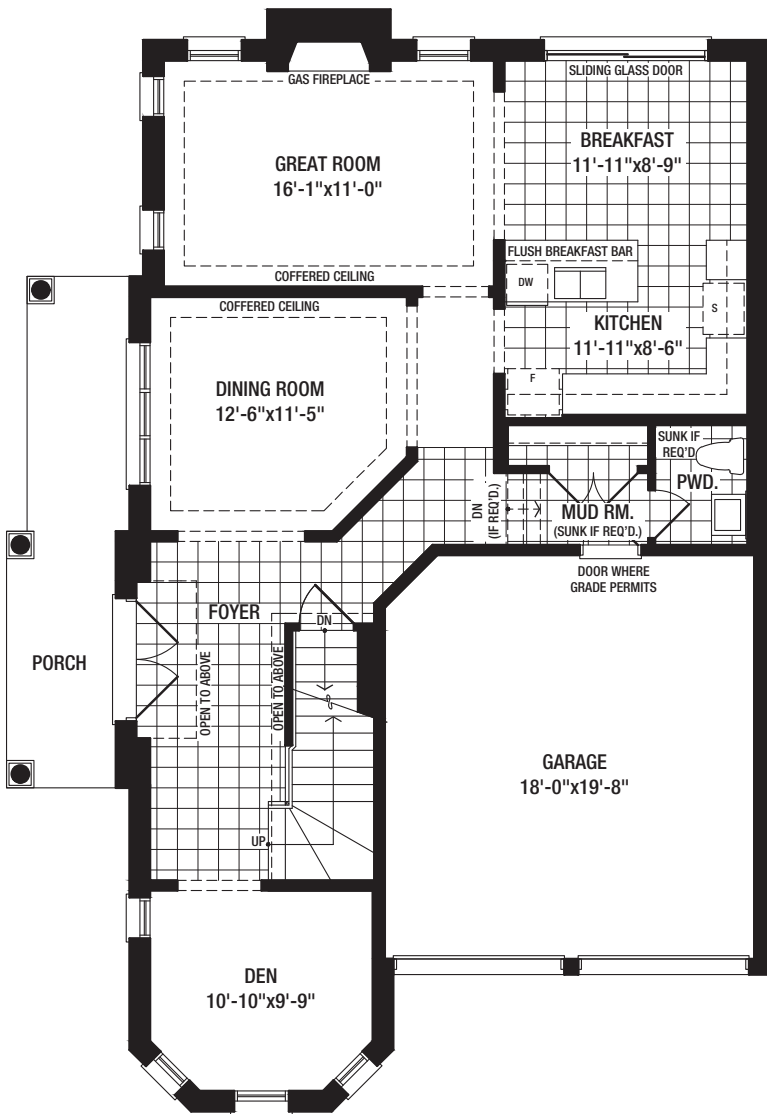 GAS FIREPLACE
SLIDING GLASS DOOR
GREAT ROOM
16'-1"x11'-0"
BREAKFAST
11'-11"x8'-9"
COFFERED CEILING
FLUSH BREAKFAST BAR
DW
S
COFFERED CEILING
KITCHEN
11'-11"x8'-6"
F
DINING ROOM
12'-6"x11'-5"
SUNK IF
REQ'D
PWD.
DN
(IF REQ'D.)
MUD RM.
(SUNK IF REQ'D.)
DOOR WHERE
GRADE PERMITS
FOYER
DN
PORCH
OPEN TO ABOVE
OPEN TO ABOVE
GARAGE
18'-0"x19'-8"
UP
DEN
10'-10"x9'-9"